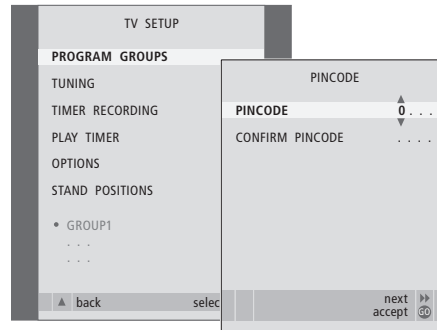 TV SETUP
PROGRAM GROUPS
TUNING
TIMER RECORDING
PLAY TIMER
OPTIONS
STAND POSITIONS
• GROUP1
. . .
. . .
▲ back selec
PINCODE
PINCODE 0 . . .
CONFIRM PINCODE . . . .
next ▶▶
accept GO